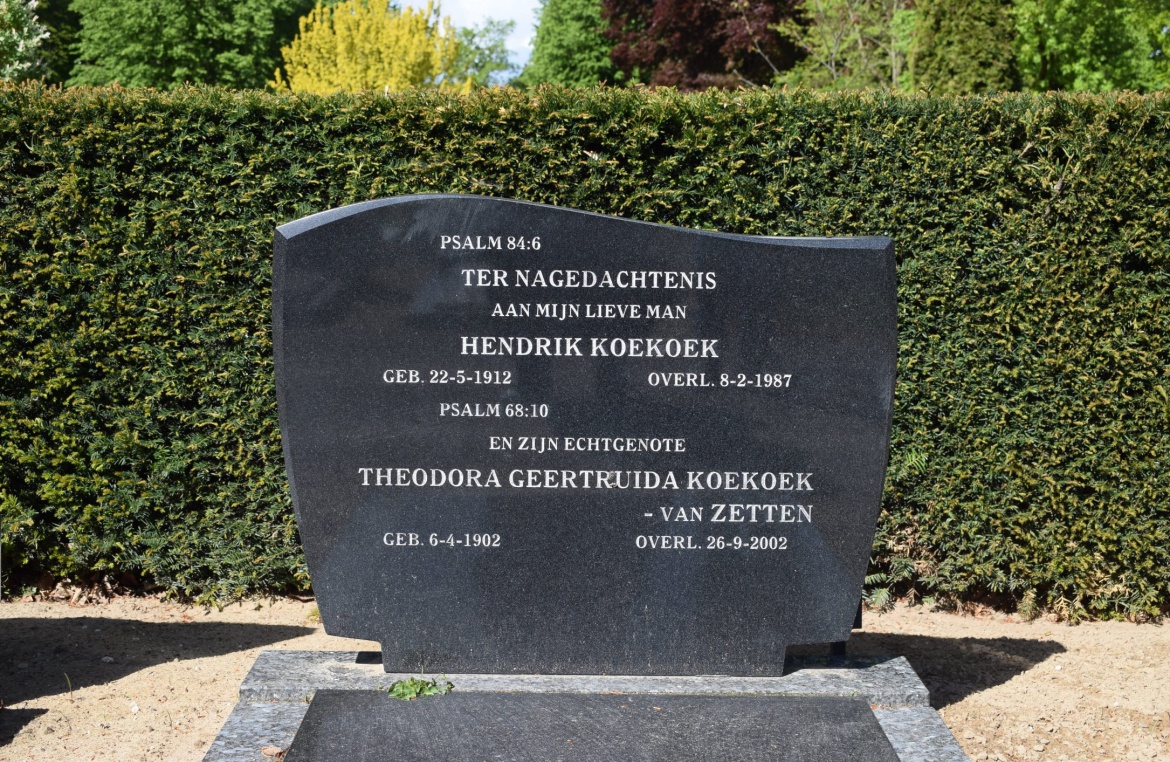 PSALM 84:6
TER NAGEDACHTENIS
AAN MIJN LIEVE MAN
HENDRIK KOEKOEK
GEB. 22-5-1912 OVERL. 8-2-1987
PSALM 68:10
EN ZIJN ECHTGENOTE
THEODORA GEERTRUIDA KOEKOEK
- VAN ZETTEN
GEB. 6-4-1902 OVERL. 26-9-2002